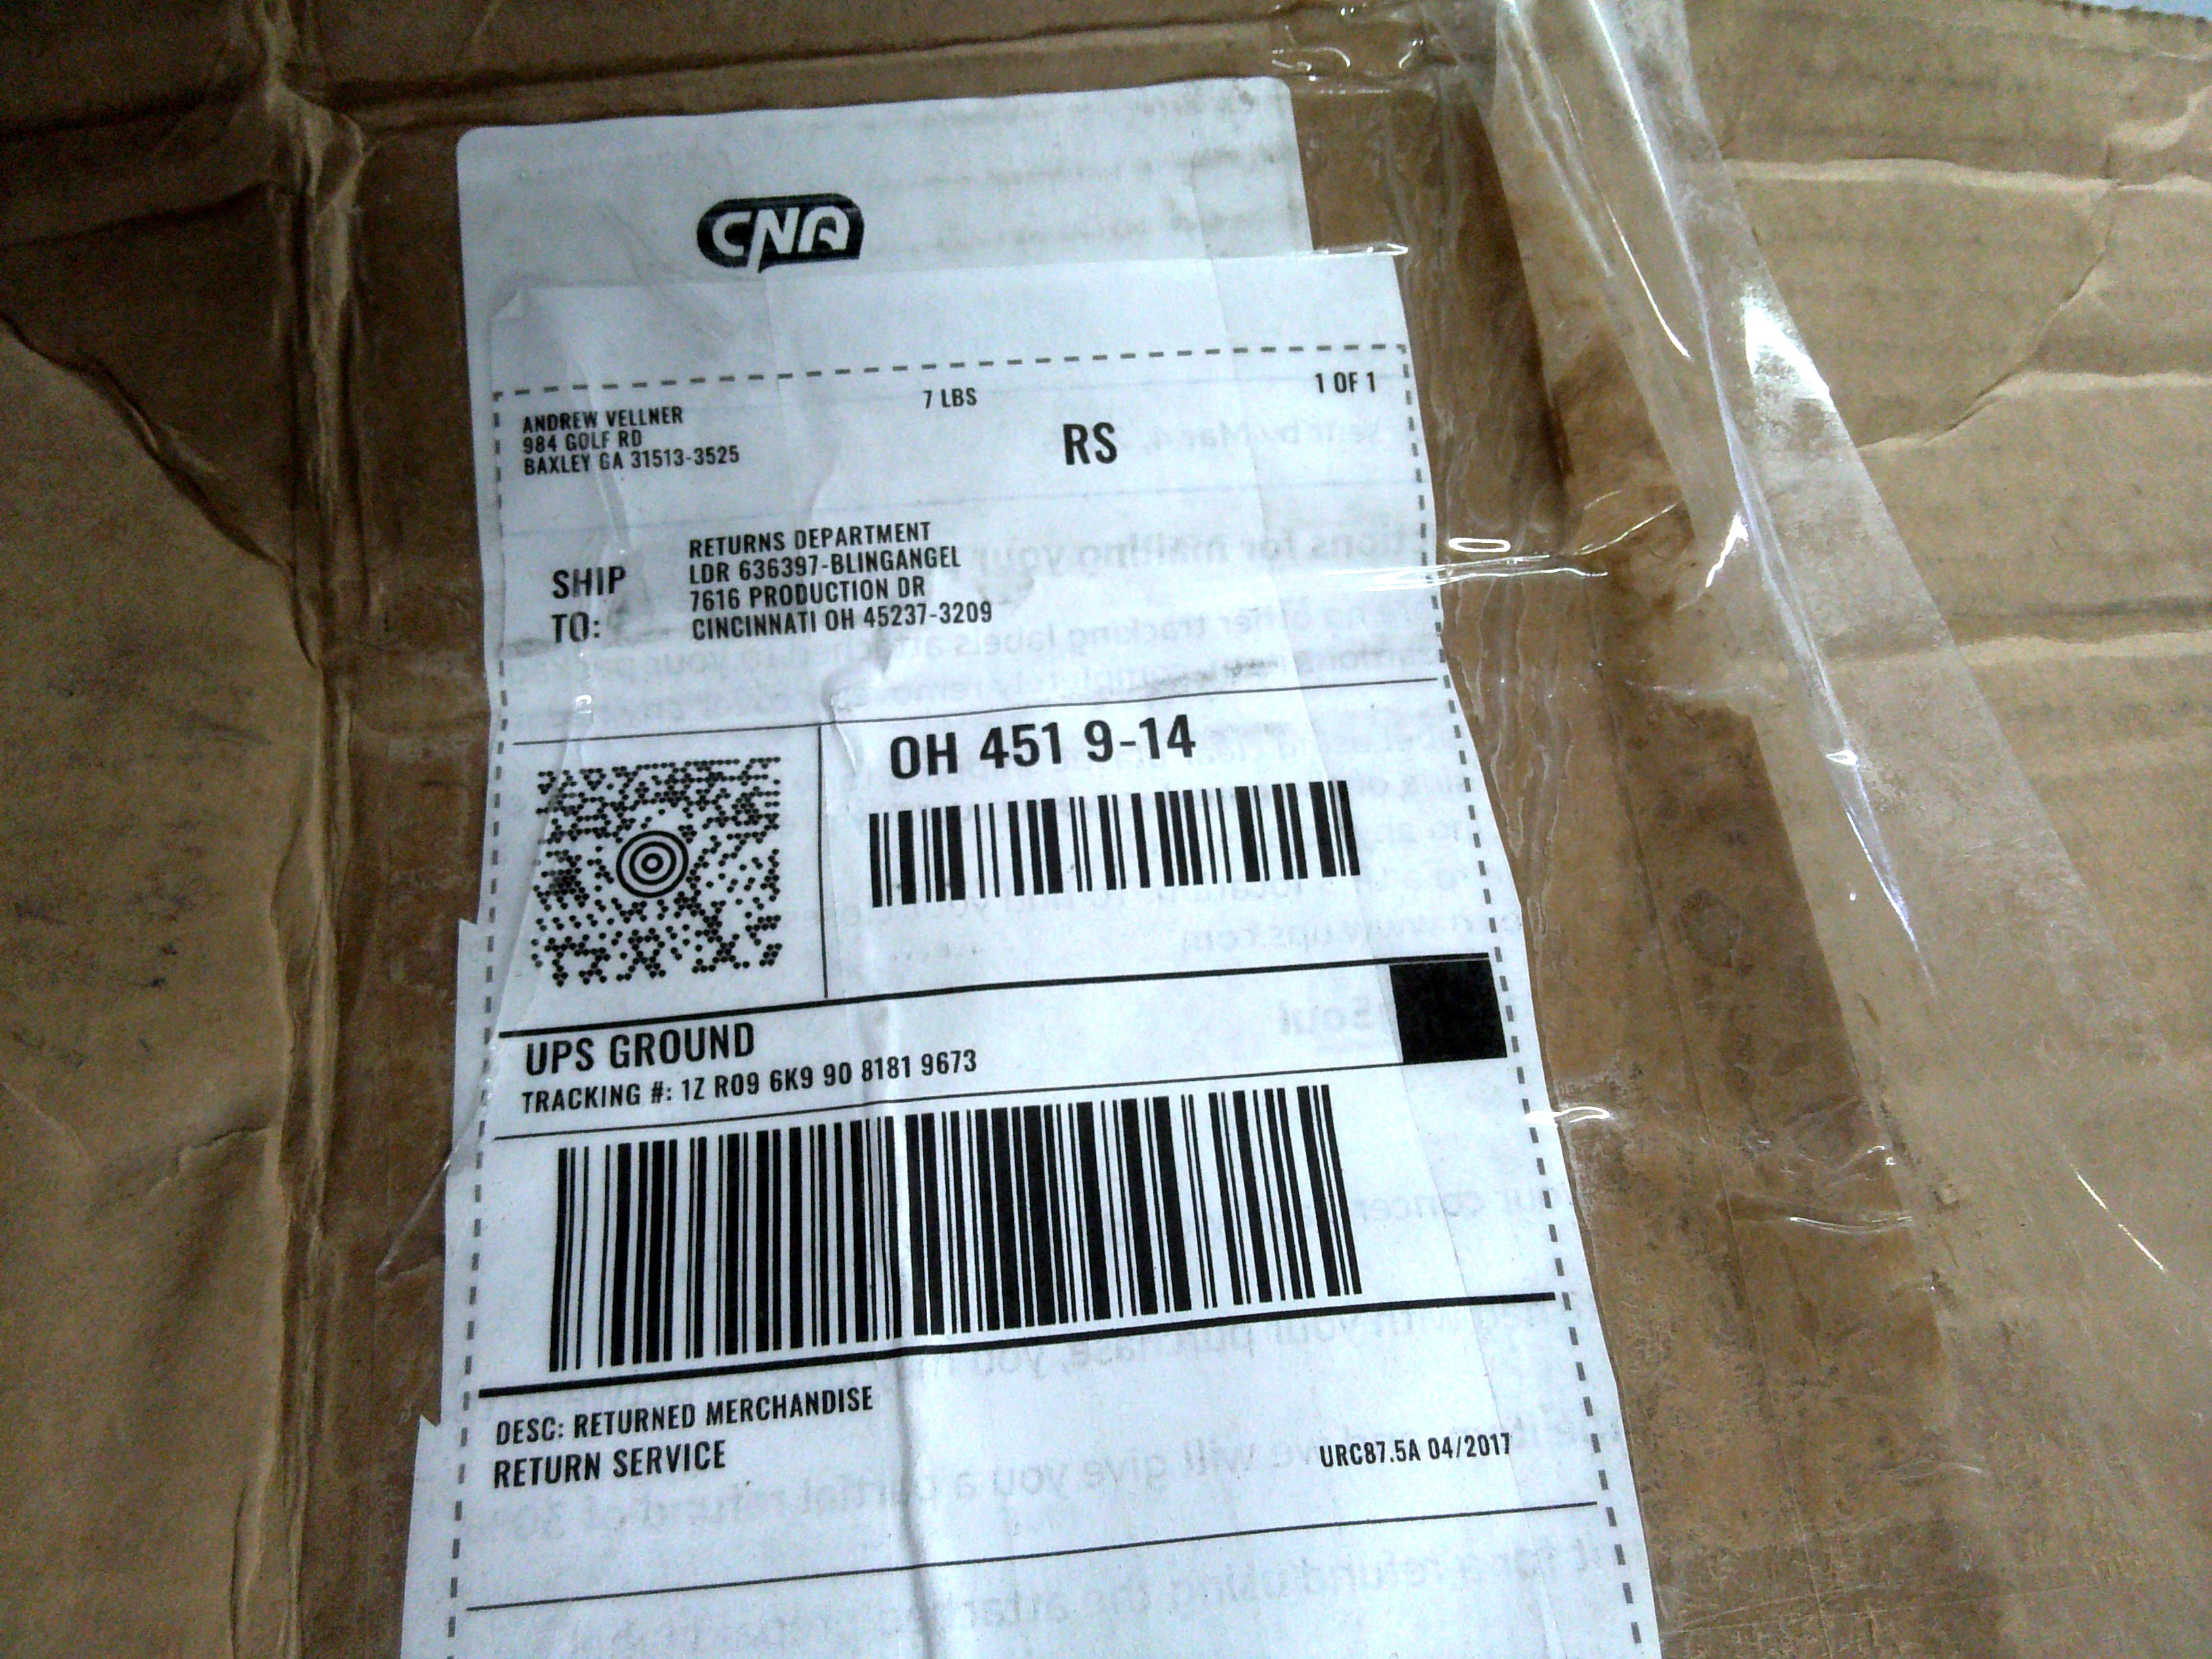 CNA
ANDREW VELLNER
984 GOLF RD
BAXLEY GA 31513-3525
7 LBS
1 OF 1
RS
SHIP TO:
RETURNS DEPARTMENT
LDR 636397-BLINGANGEL
7616 PRODUCTION DR
CINCINNATI OH 45237-3209
OH 451 9-14
UPS GROUND
TRACKING #: 1Z R09 6K9 90 8181 9673
DESC: RETURNED MERCHANDISE
RETURN SERVICE
URC87.5A 04/2017